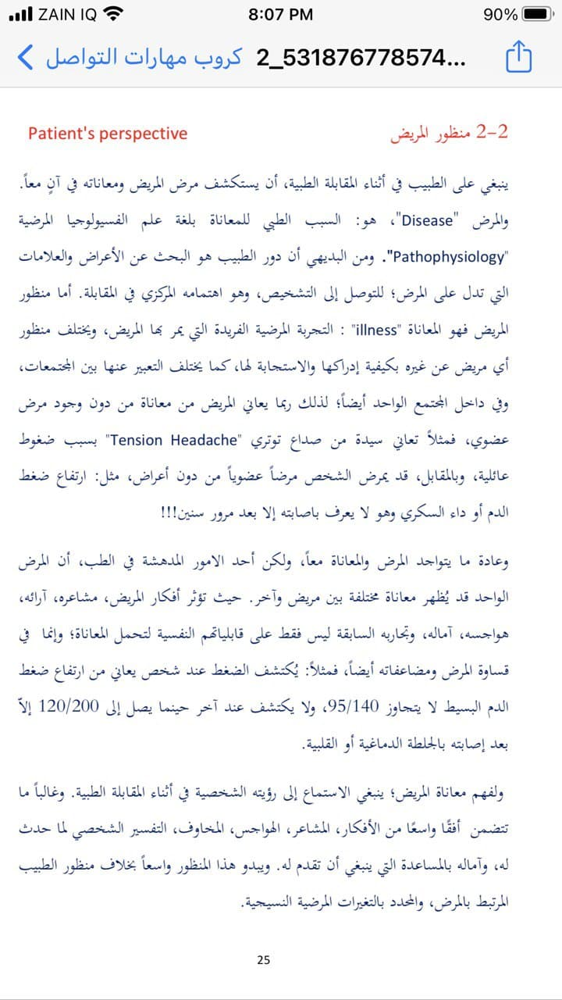 ZAIN IQ 8:07 PM 90%
كروب مهارات التواصل 2_531876778574...
2-2 منظور المريض Patient's perspective
ينبغي على الطبيب في أثناء المقابلة الطبية، أن يستكشف مرض المريض ومعاناته في آنٍ معاً.
والمرض "Disease"، هو: السبب الطبي للمعاناة بلغة علم الفسيولوجيا المرضية
"Pathophysiology". ومن البديهي أن دور الطبيب هو البحث عن الأعراض والعلامات
التي تدل على المرض؛ للتوصل إلى التشخيص، وهو اهتمامه المركزي في المقابلة. أما منظور
المريض فهو المعاناة "illness" : التجربة المرضية الفريدة التي يمر بها المريض، ويختلف منظور
أي مريض عن غيره بكيفية إدراكها والاستجابة لها، كما يختلف التعبير عنها بين المجتمعات،
وفي داخل المجتمع الواحد أيضاً؛ لذلك ربما يعاني المريض من معاناة من دون وجود مرض
عضوي، فمثلاً تعاني سيدة من صداع توتري "Tension Headache" بسبب ضغوط
عائلية، وبالمقابل، قد يمرض الشخص مرضاً عضوياً من دون أعراض، مثل: ارتفاع ضغط
الدم أو داء السكري وهو لا يعرف باصابته إلا بعد مرور سنين!!!
وعادة ما يتواجد المرض والمعاناة معاً، ولكن أحد الامور المدهشة في الطب، أن المرض
الواحد قد يُظهر معاناة مختلفة بين مريض وآخر. حيث تؤثر أفكار المريض، مشاعره، آرائه،
هواجسه، آماله، وتجاربه السابقة ليس فقط على قابلياتهم النفسية لتحمل المعاناة؛ وإنما في
قساوة المرض ومضاعفاته أيضاً، فمثلاً: يُكتشف الضغط عند شخص يعاني من ارتفاع ضغط
الدم البسيط لا يتجاوز 95/140، ولا يكتشف عند آخر حينما يصل إلى 120/200 إلاّ
بعد إصابته بالجلطة الدماغية أو القلبية.
ولفهم معاناة المريض؛ ينبغي الاستماع إلى رؤيته الشخصية في أثناء المقابلة الطبية. وغالباً ما
تتضمن أفقًا واسعًا من الأفكار، المشاعر، الهواجس، المخاوف، التفسير الشخصي لما حدث
له، وآماله بالمساعدة التي ينبغي أن تقدم له. ويبدو هذا المنظور واسعاً بخلاف منظور الطبيب
المرتبط بالمرض، والمحدد بالتغيرات المرضية النسيجية.
25